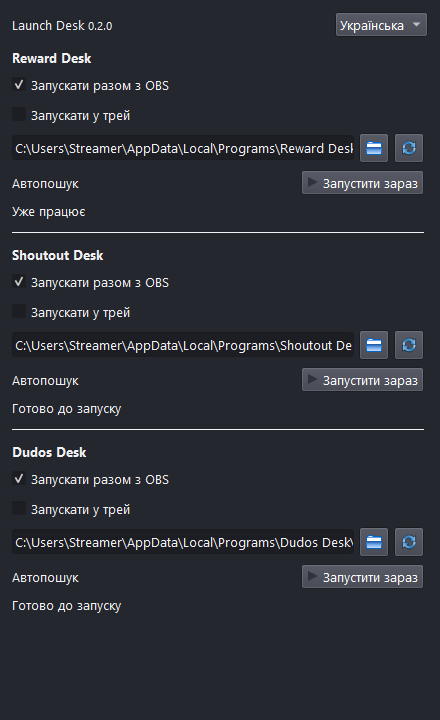 Launch Desk 0.2.0 Українська
Reward Desk
Запускати разом з OBS
Запускати у трей
C:\Users\Streamer\AppData\Local\Programs\Reward Desk
Автопошук Запустити зараз
Уже працює
Shoutout Desk
Запускати разом з OBS
Запускати у трей
C:\Users\Streamer\AppData\Local\Programs\Shoutout De
Автопошук Запустити зараз
Готово до запуску
Dudos Desk
Запускати разом з OBS
Запускати у трей
C:\Users\Streamer\AppData\Local\Programs\Dudos Desk\
Автопошук Запустити зараз
Готово до запуску